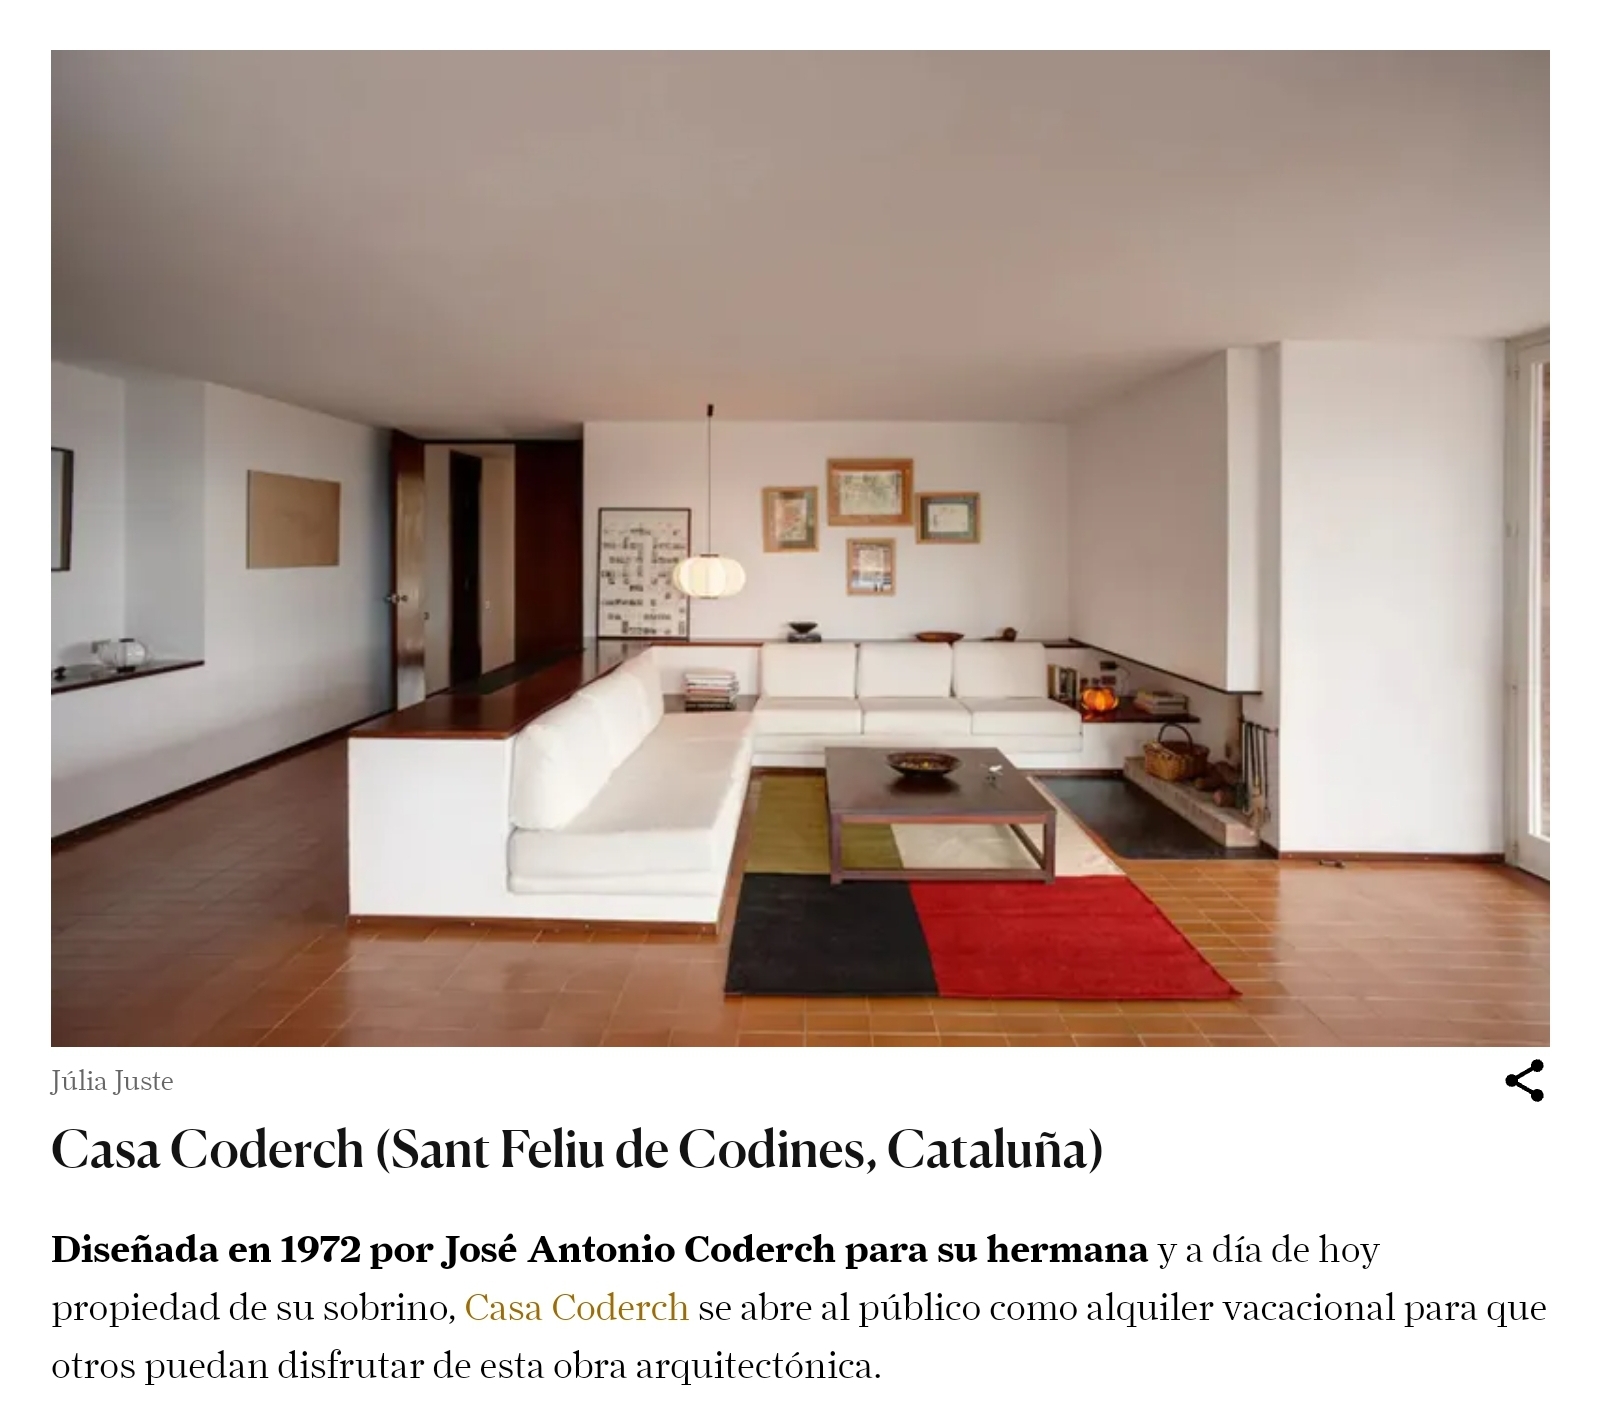 Júlia Juste
Casa Coderch (Sant Feliu de Codines, Cataluña)
Diseñada en 1972 por José Antonio Coderch para su hermana y a día de hoy
propiedad de su sobrino, Casa Coderch se abre al público como alquiler vacacional para que
otros puedan disfrutar de esta obra arquitectónica.